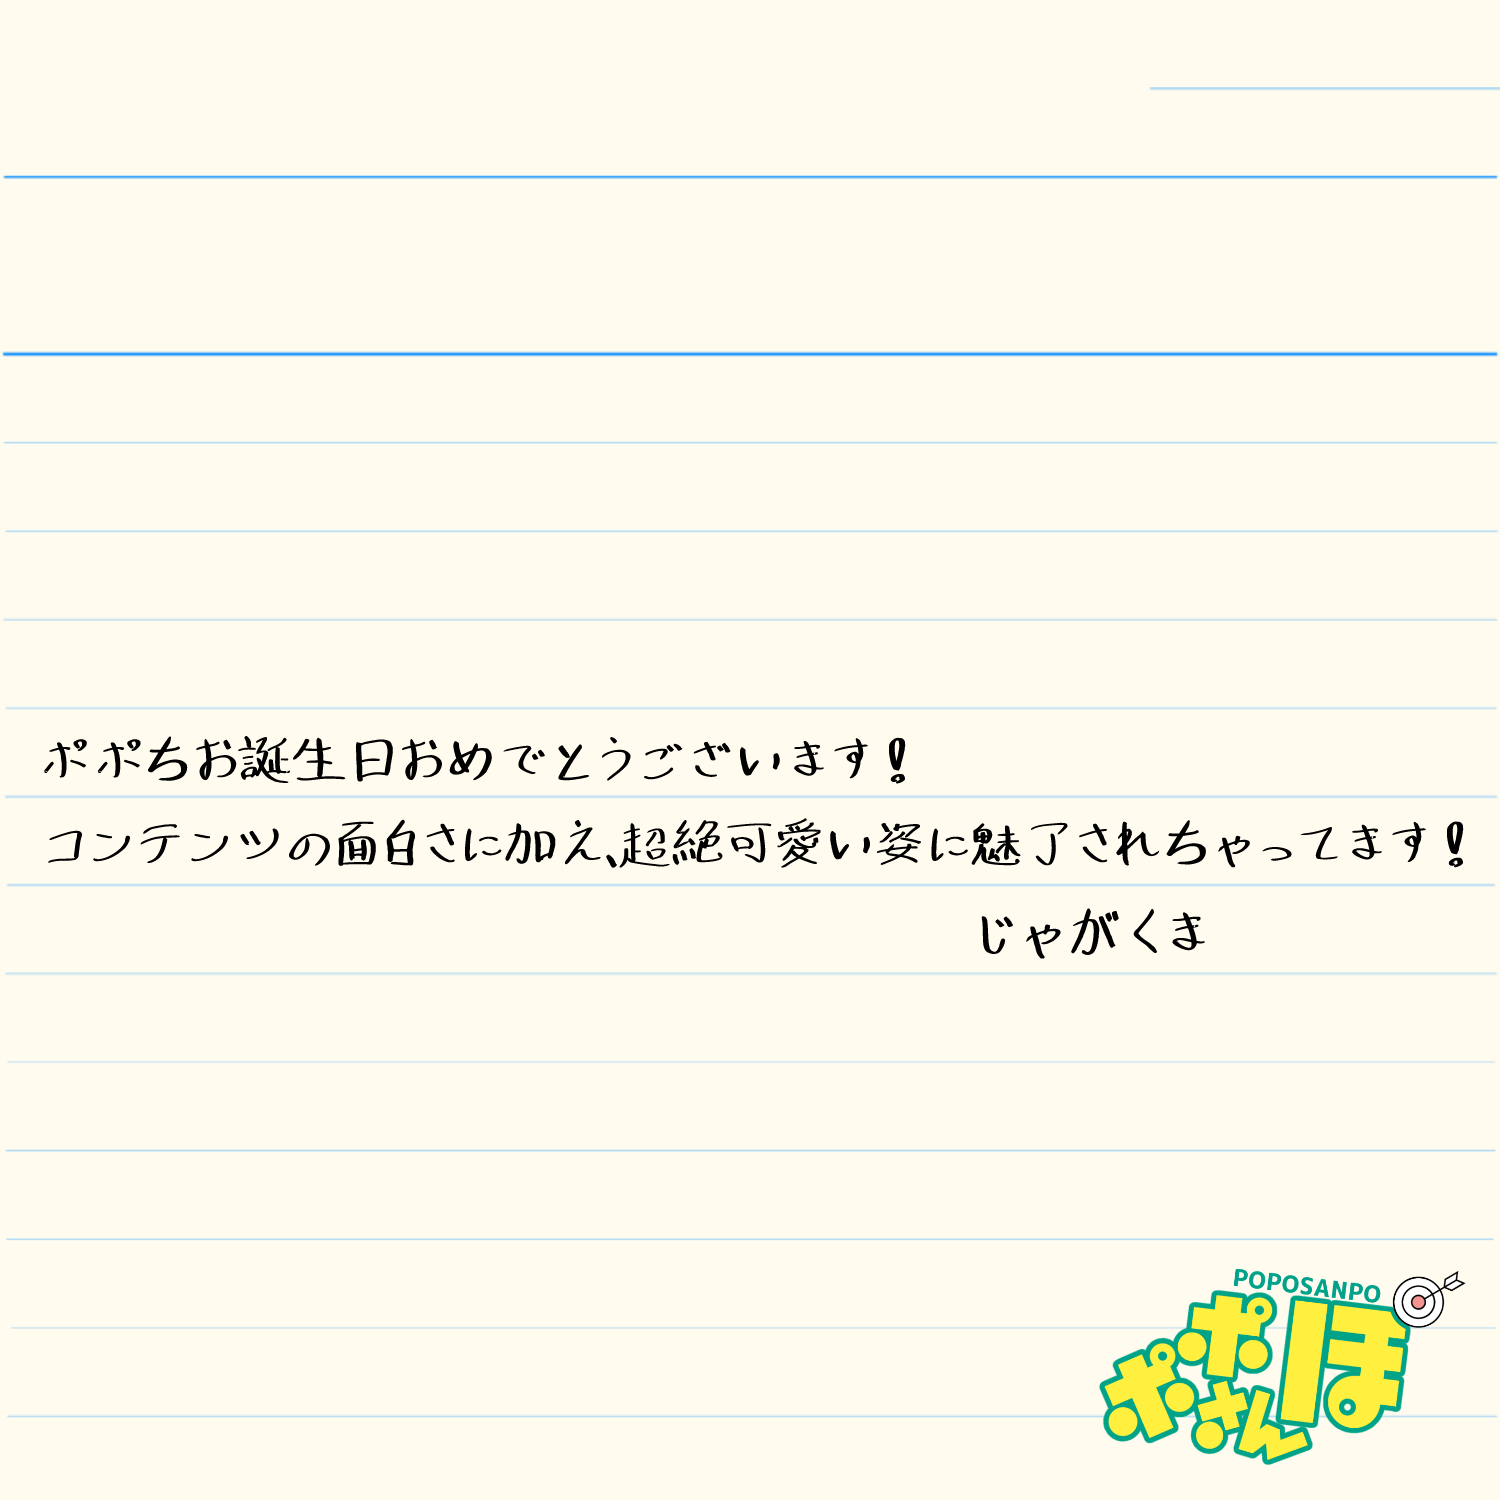 ポポちお誕生日おめでとうございます!
コンテンツの面白さに加え、超絶可愛い姿に魅了されちゃってます!
じゃがくま
POPOSANPO
ポポさんぽ